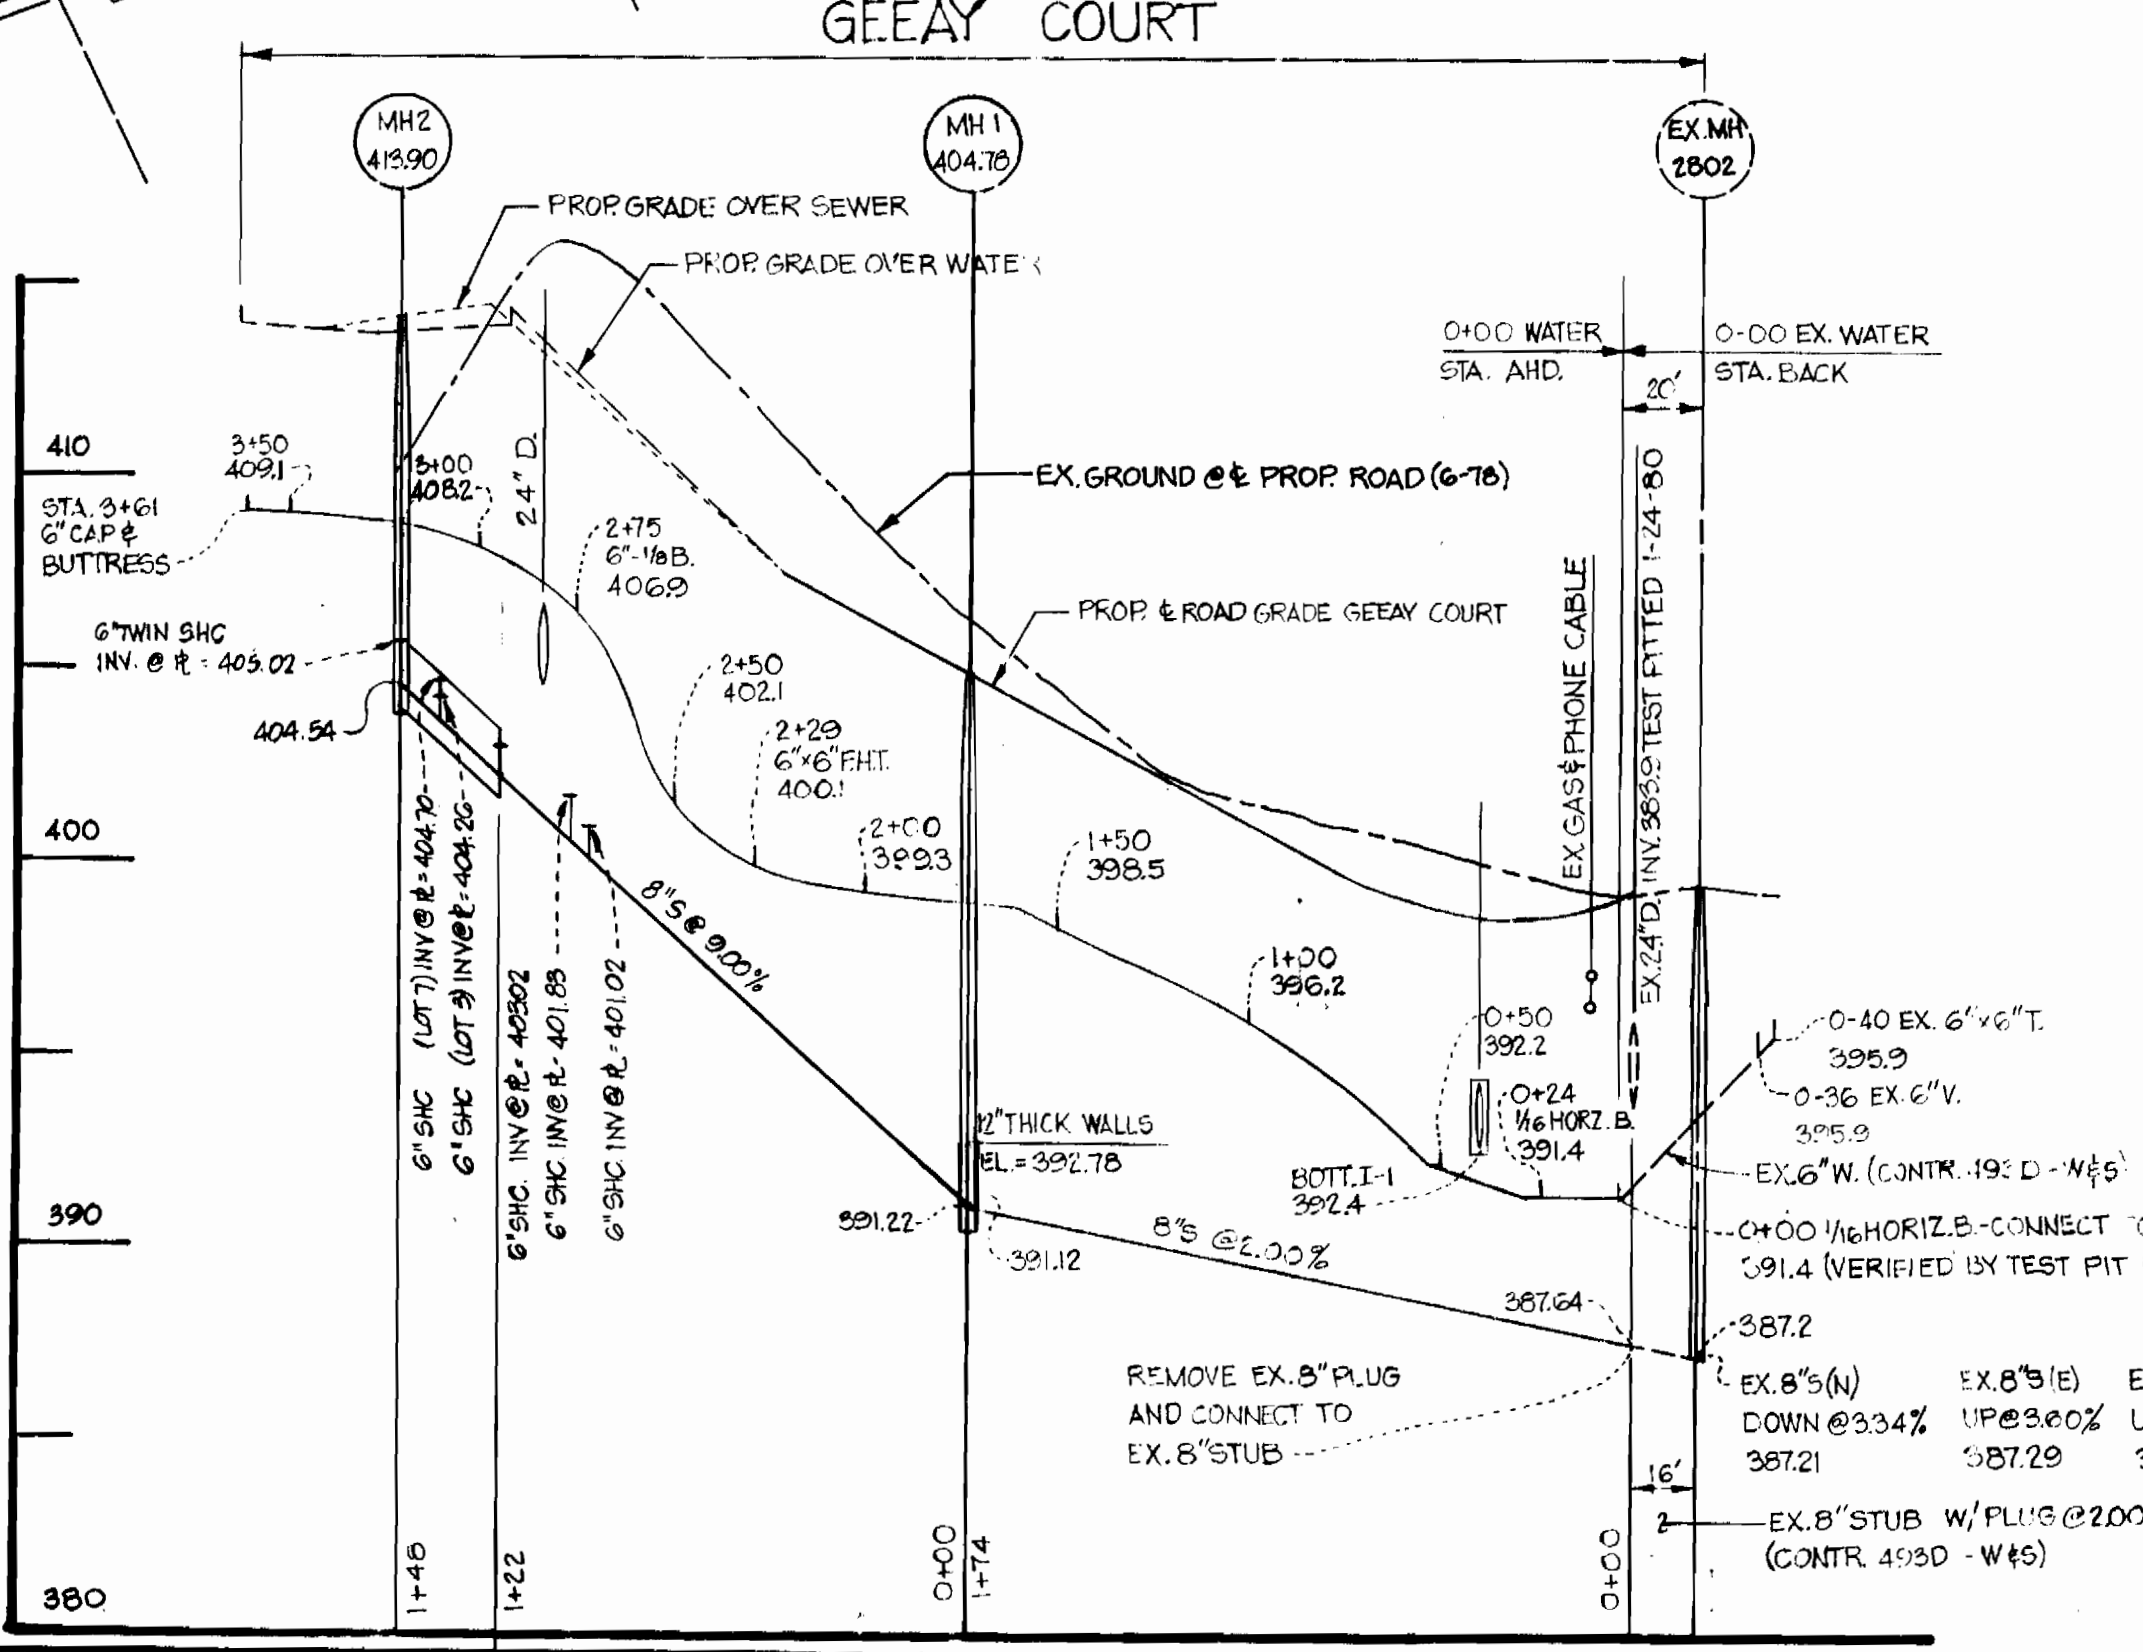 GEEAY COURT
MH2
413.90
MH 1
404.78
EX.MH
2802
PROP. GRADE OVER SEWER
PROP. GRADE OVER WATER
0+00 WATER
STA. AHD.
0-00 EX. WATER
STA. BACK
20'
410
3+50
409.1
3+00
408.2
24" D.
STA. 3+61
6" CAP &
BUTTRESS
2+75
6"-1/8 B.
406.9
EX. GROUND @ ℄ PROP. ROAD (6-78)
PROP. ℄ ROAD GRADE GEEAY COURT
EX. GAS & PHONE CABLE
EX. 24" D. INV. 383.9 TEST PITTED 1-24-80
6" TWIN SHC
INV. @ ⅊ = 405.02
404.54
2+50
402.1
2+29
6"x6" F.H.T.
400.1
400
2+00
399.3
1+50
398.5
8"S @ 9.00%
1+00
396.2
6" SHC (LOT 7) INV @ ⅊ = 404.70
6" SHC (LOT 3) INV @ ⅊ = 404.26
6" SHC. INV @ ⅊ = 403.02
6" SHC. INV @ ⅊ = 401.83
6" SHC. INV @ ⅊ = 401.02
0+50
392.2
0+24
1/16 HORZ. B.
391.4
0-40 EX. 6"x6" T.
395.9
0-36 EX. 6" V.
395.9
12" THICK WALLS
EL. = 392.78
BOTT. I-1
392.4
EX. 6" W. (CONTR. 493 D - W&S)
390
391.22
391.12
8"S @ 2.00%
0+00 1/16 HORIZ. B. - CONNECT
391.4 (VERIFIED BY TEST PIT
387.64
387.2
REMOVE EX. 8" PLUG
AND CONNECT TO
EX. 8" STUB
EX. 8"S (N)
DOWN @ 3.34%
387.21
EX. 8"S (E)
UP @ 3.60%
387.29
16'
2
EX. 8" STUB W/ PLUG @ 2.00
(CONTR. 493D - W&S)
380
1+48
1+22
0+00
1+74
0+00